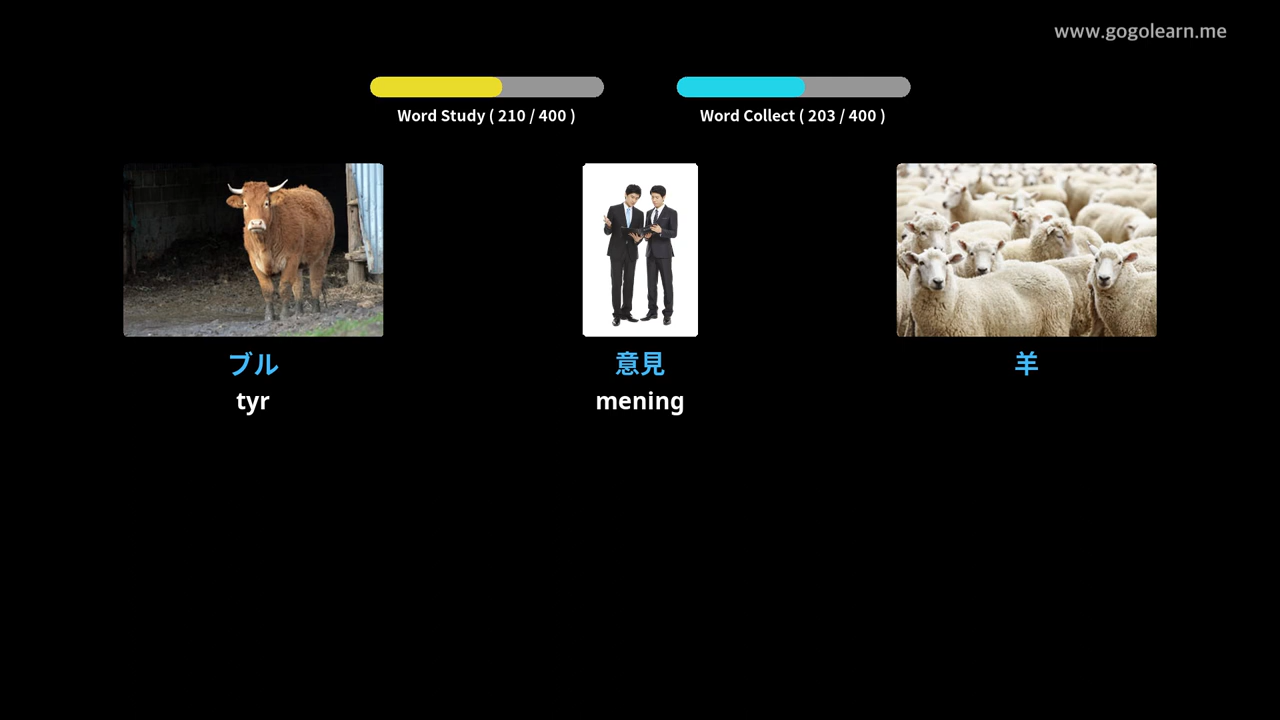 www.gogolearn.me
Word Study ( 210 / 400 )
Word Collect ( 203 / 400 )
ブル
意見
羊
tyr
mening